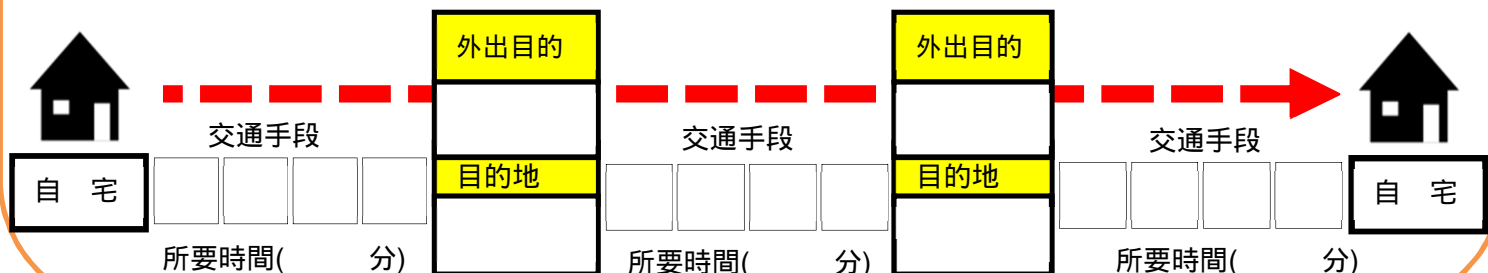 外出目的
外出目的
交通手段
交通手段
交通手段
自　宅
目的地
目的地
自　宅
所要時間(　　　分)
所要時間(　　　分)
所要時間(　　　分)